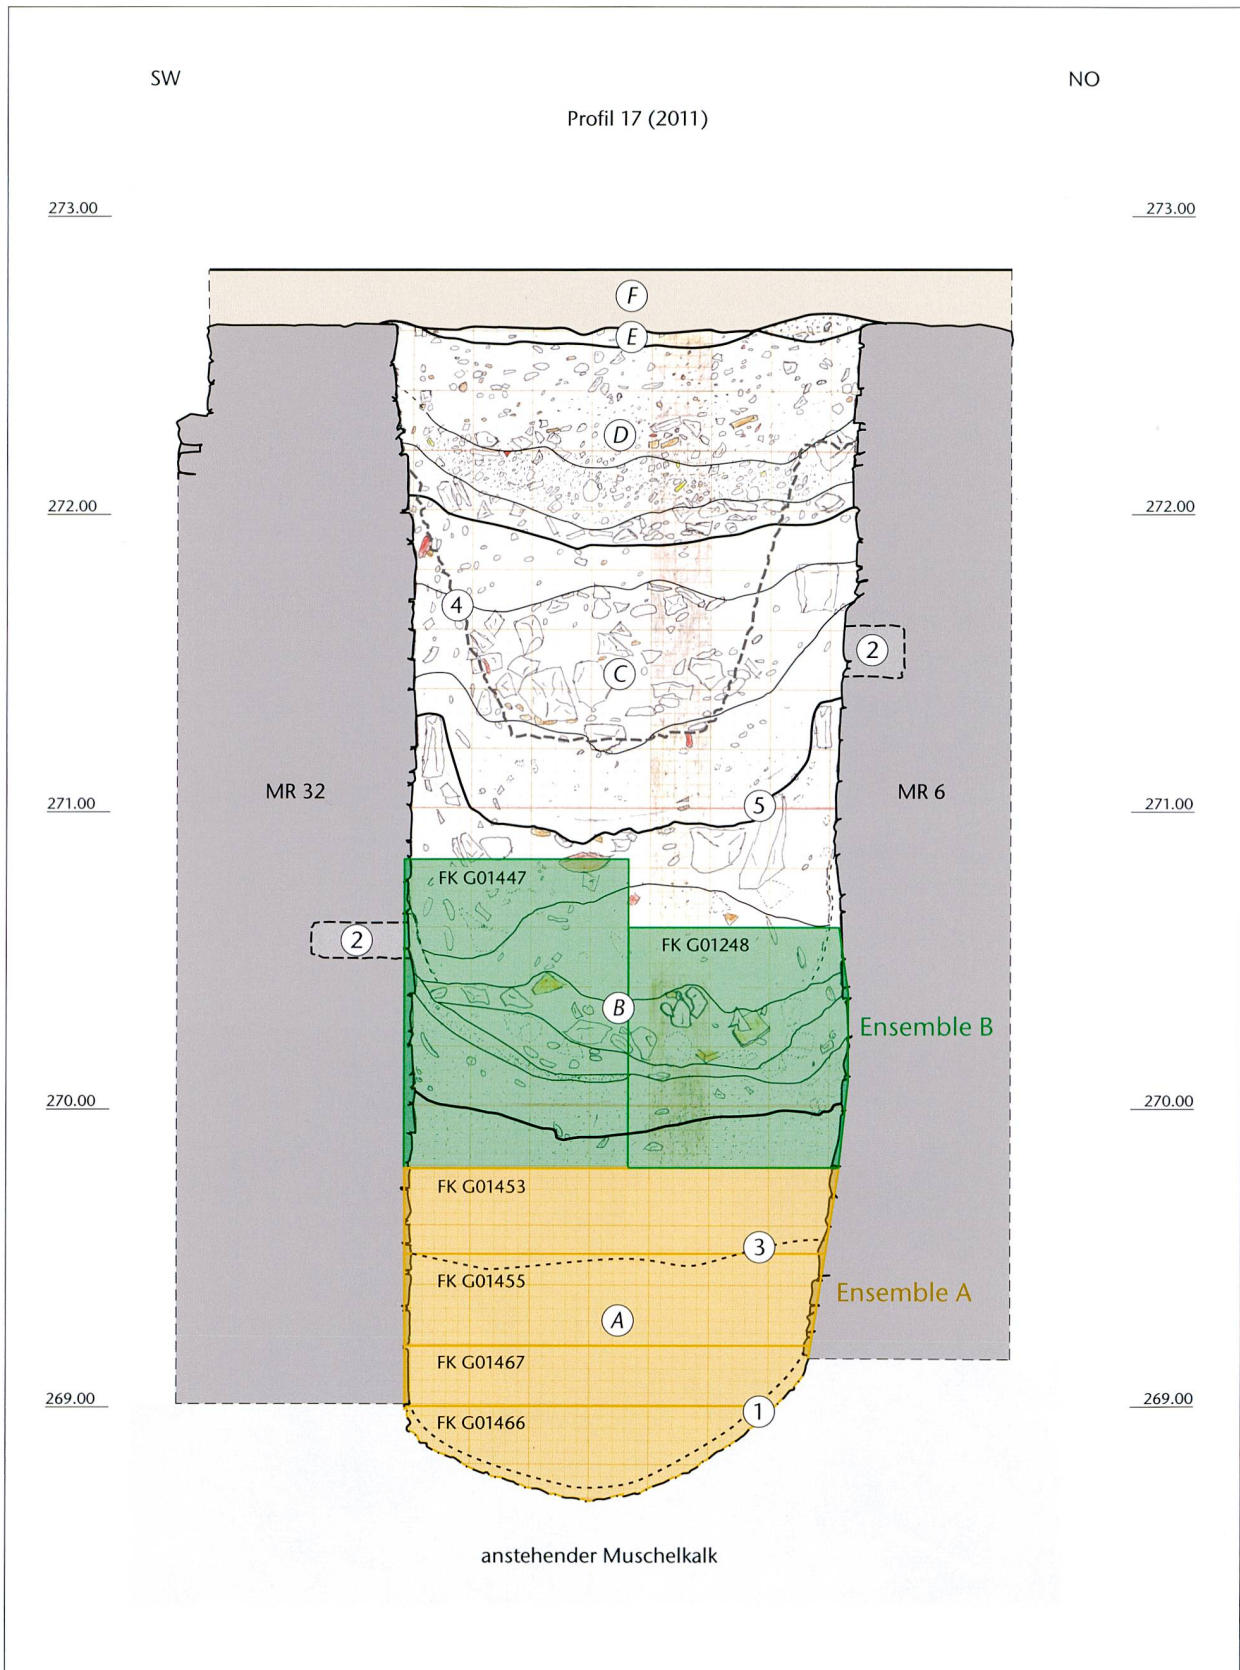 SW NO
Profil 17 (2011)
273.00 273.00
F
E
D
272.00 272.00
4
2
C
MR 32 MR 6
271.00 5 271.00
FK G01447
2 FK G01248
B
Ensemble B
270.00 270.00
FK G01453
3
FK G01455
Ensemble A
A
FK G01467
269.00 269.00
1
FK G01466
anstehender Muschelkalk